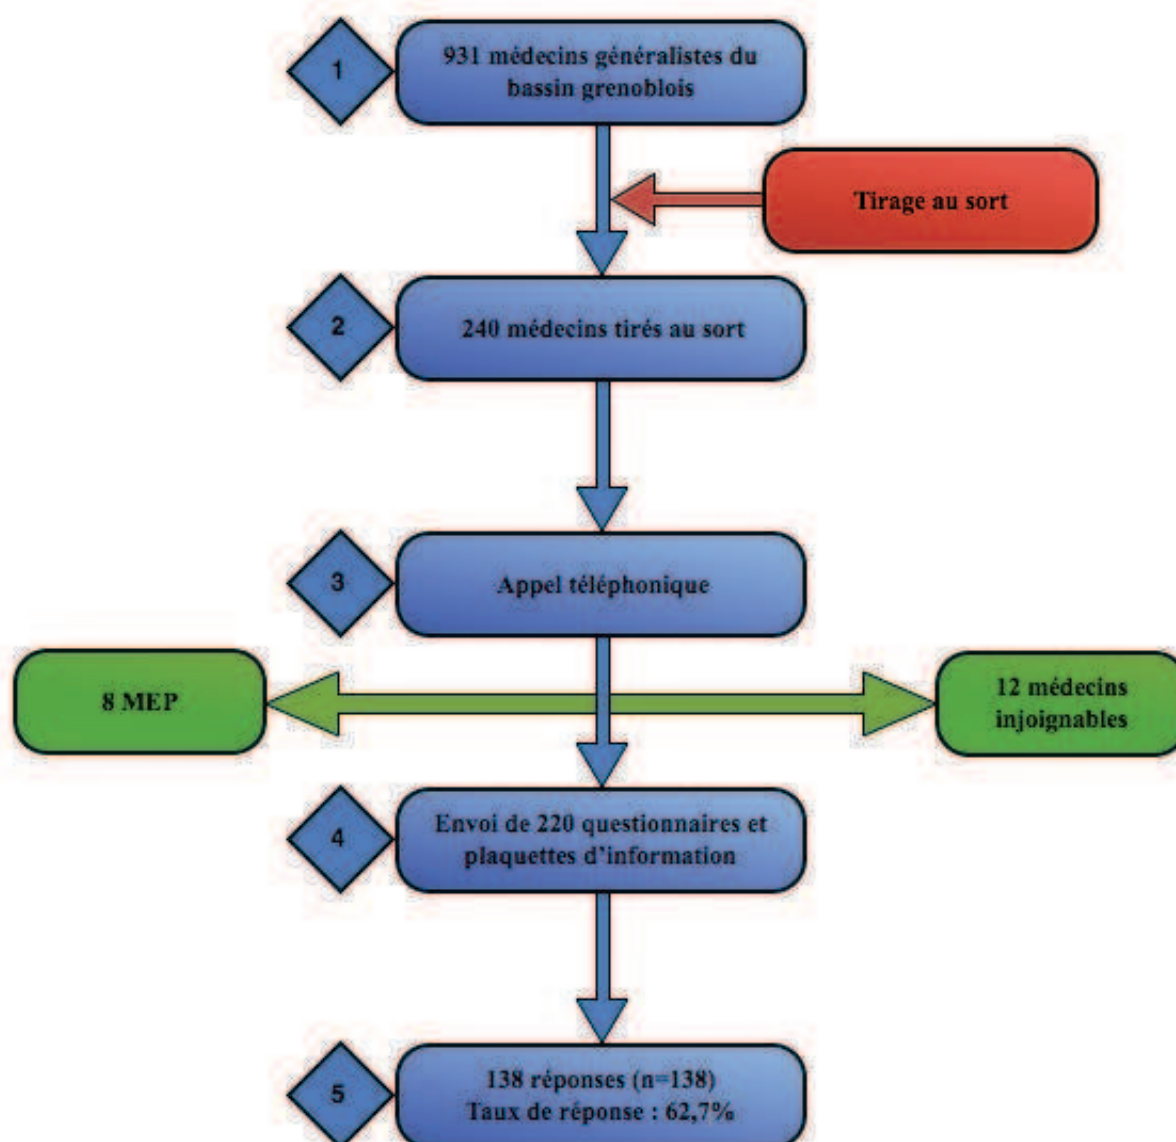 1
931 médecins généralistes du
bassin grenoblois
Tirage au sort
2
240 médecins tirés au sort
3
Appel téléphonique
8 MEP
12 médecins
injoignables
4
Envoi de 220 questionnaires et
plaquettes d’information
5
138 réponses (n=138)
Taux de réponse : 62,7%